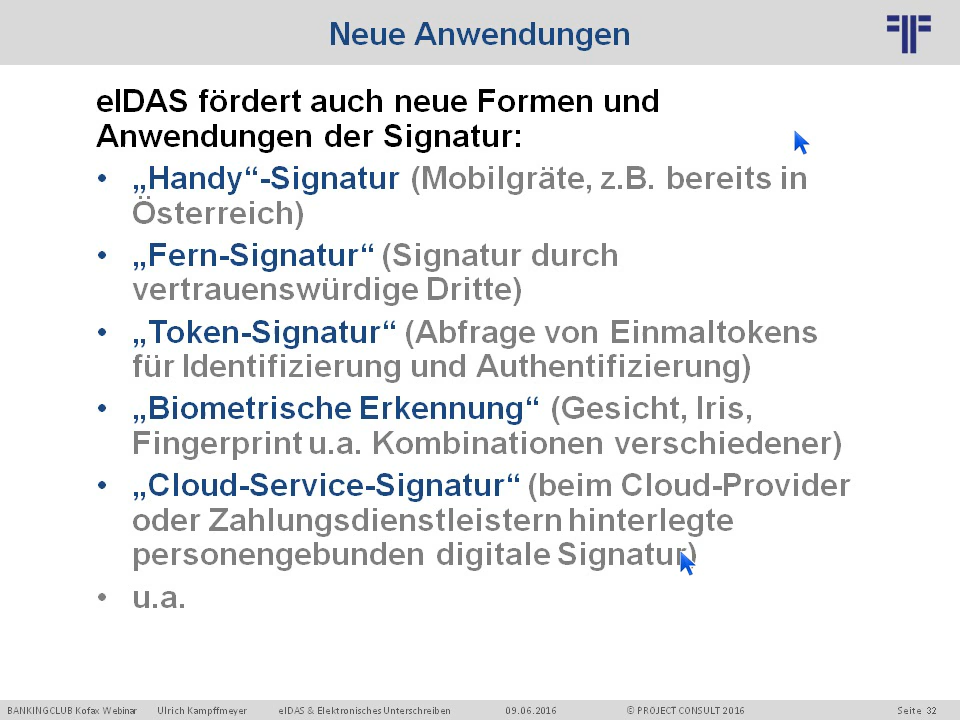 Neue Anwendungen
eIDAS fördert auch neue Formen und
Anwendungen der Signatur:
• „Handy“-Signatur (Mobilgräte, z.B. bereits in
Österreich)
• „Fern-Signatur“ (Signatur durch
vertrauenswürdige Dritte)
• „Token-Signatur“ (Abfrage von Einmaltokens
für Identifizierung und Authentifizierung)
• „Biometrische Erkennung“ (Gesicht, Iris,
Fingerprint u.a. Kombinationen verschiedener)
• „Cloud-Service-Signatur“ (beim Cloud-Provider
oder Zahlungsdienstleistern hinterlegte
personengebunden digitale Signatur)
• u.a.
BANKINGCLUB Kofax Webinar Ulrich Kampffmeyer eIDAS & Elektronisches Unterschreiben 09.06.2016 © PROJECT CONSULT 2016 Seite 32